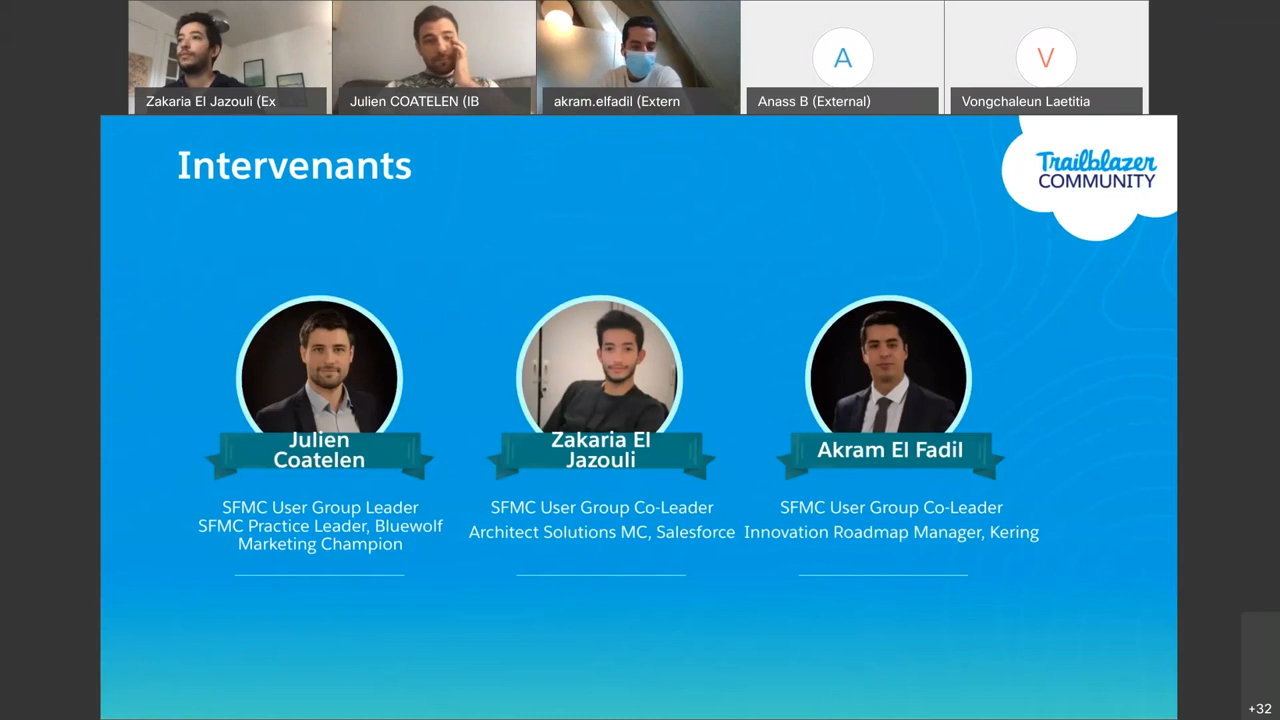 Zakaria El Jazouli (Ex
Julien COATELEN (IB
akram.elfadil (Extern
A
Anass B (External)
V
Vongchaleun Laetitia
Intervenants
Trailblazer
COMMUNITY
Julien
Coatelen
SFMC User Group Leader
SFMC Practice Leader, Bluewolf
Marketing Champion
Zakaria El
Jazouli
SFMC User Group Co-Leader
Architect Solutions MC, Salesforce
Akram El Fadil
SFMC User Group Co-Leader
Innovation Roadmap Manager, Kering
+32